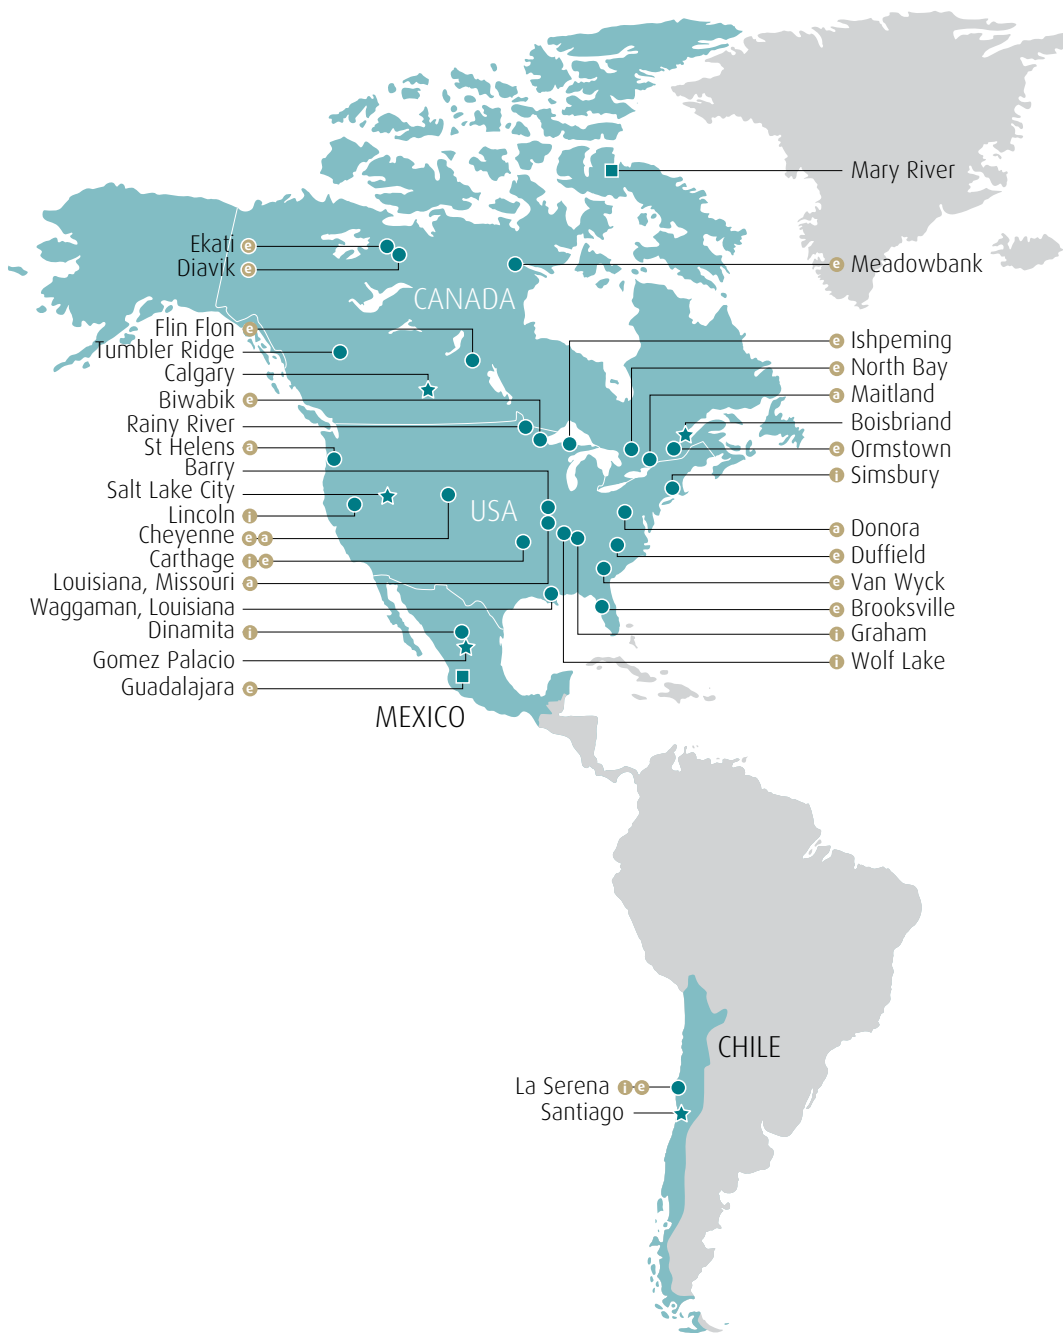 Mary River
Ekati e
Diavik e
e Meadowbank
CANADA
Flin Flon e
Tumbler Ridge
Calgary
Biwabik e
Rainy River
St Helens a
Barry
Salt Lake City
Lincoln i
Cheyenne e a
Carthage i e
Louisiana, Missouri a
Waggaman, Louisiana
Dinamita i
Gomez Palacio
Guadalajara e
e Ishpeming
e North Bay
a Maitland
Boisbriand
e Ormstown
i Simsbury
USA
a Donora
e Duffield
e Van Wyck
e Brooksville
i Graham
i Wolf Lake
MEXICO
CHILE
La Serena i e
Santiago